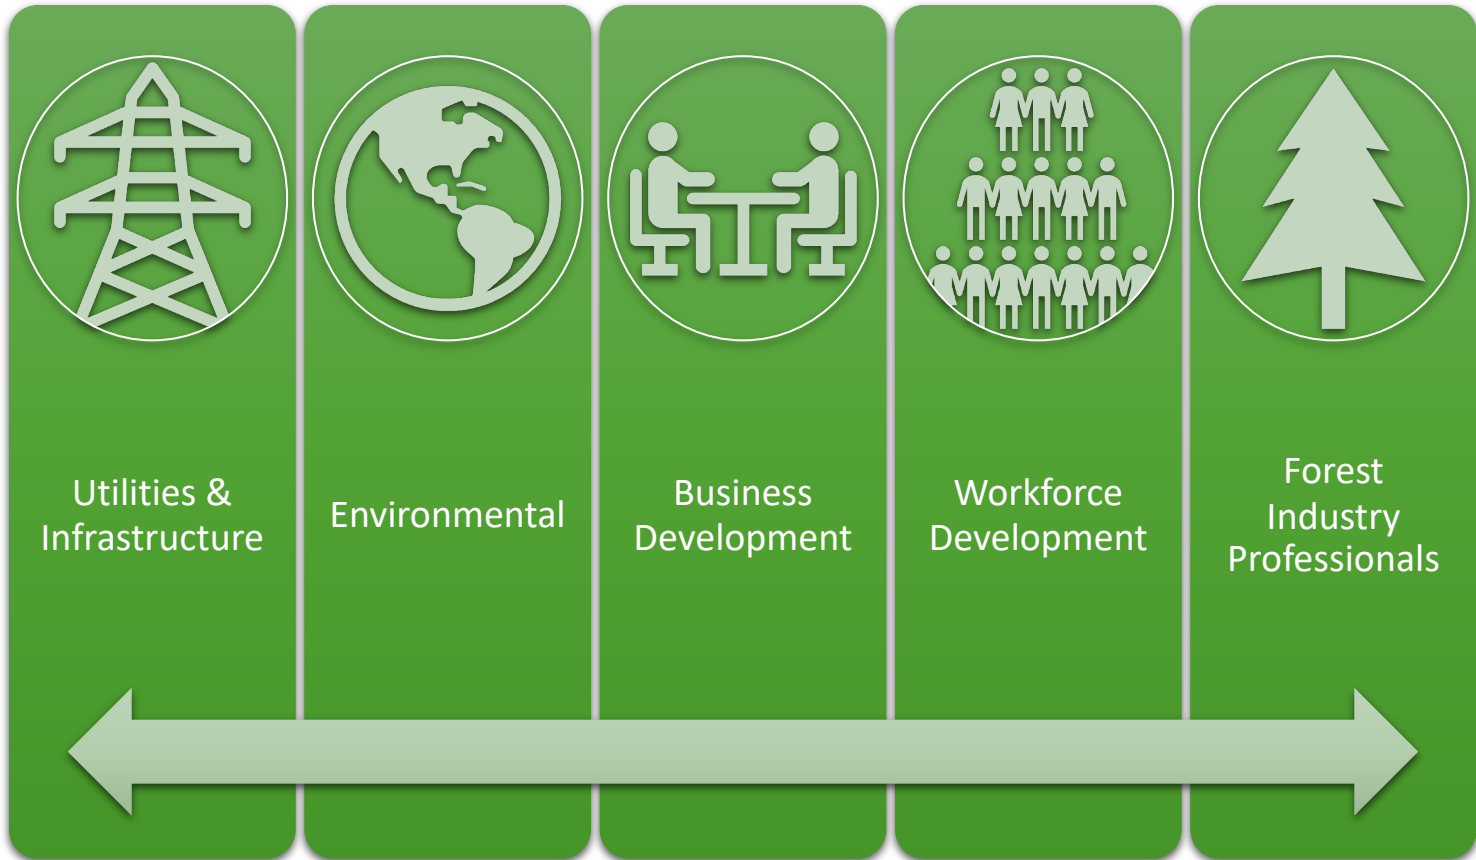 Utilities &
Infrastructure
Environmental
Business
Development
Workforce
Development
Forest
Industry
Professionals